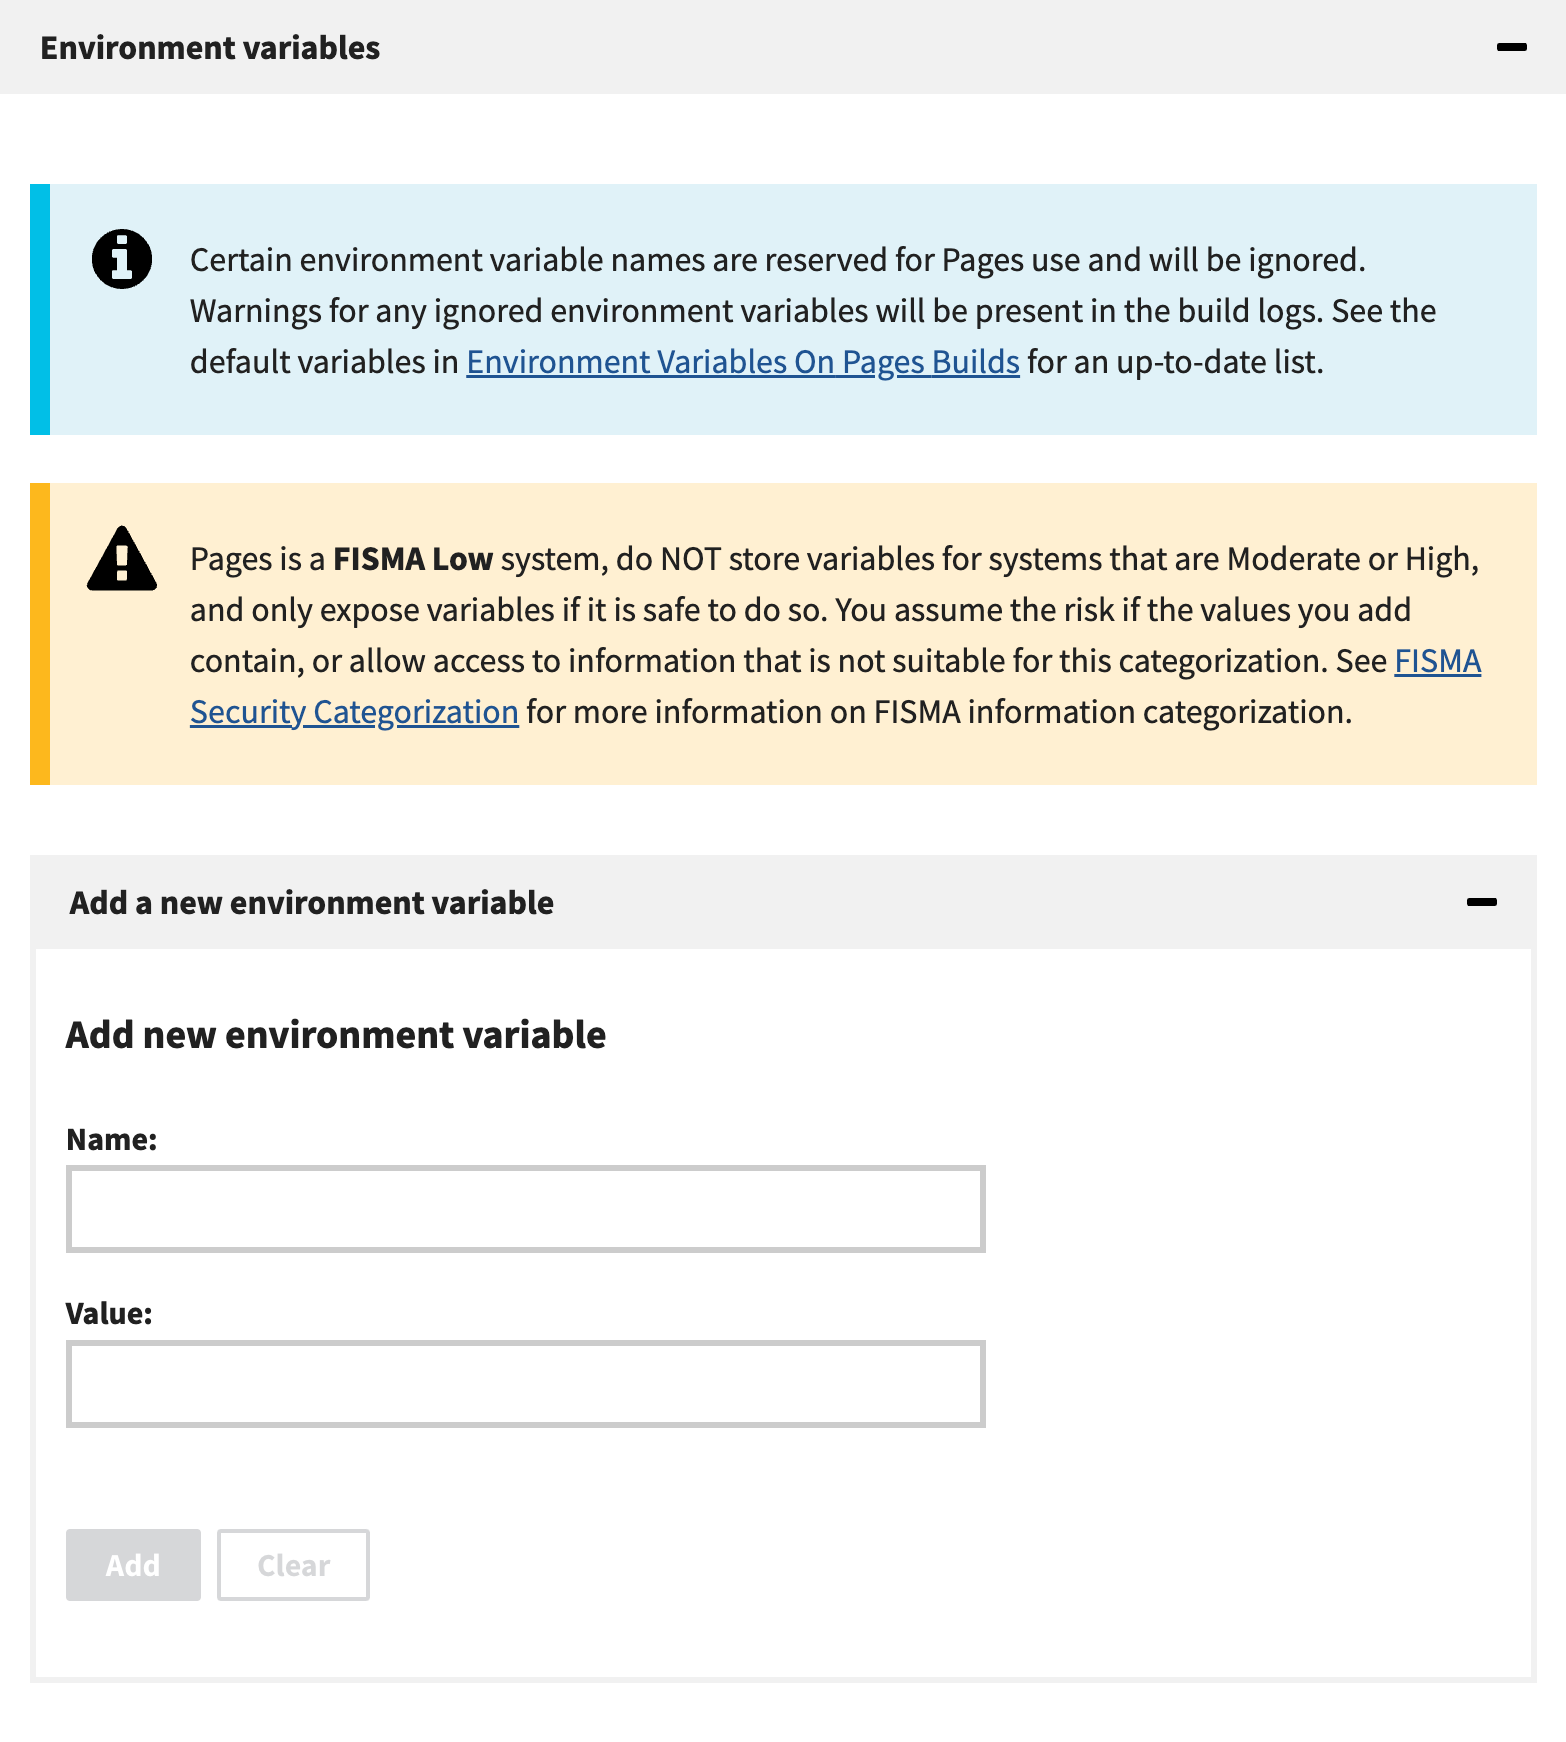 Environment variables
Certain environment variable names are reserved for Pages use and will be ignored.
Warnings for any ignored environment variables will be present in the build logs. See the
default variables in Environment Variables On Pages Builds for an up-to-date list.
Pages is a FISMA Low system, do NOT store variables for systems that are Moderate or High,
and only expose variables if it is safe to do so. You assume the risk if the values you add
contain, or allow access to information that is not suitable for this categorization. See FISMA
Security Categorization for more information on FISMA information categorization.
Add a new environment variable
Add new environment variable
Name:
Value:
Add Clear